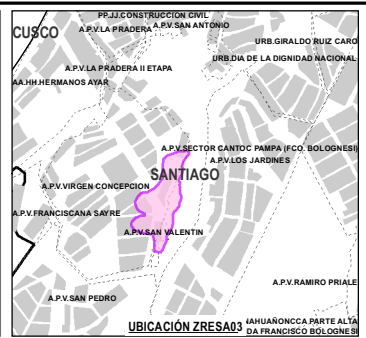 PP.JJ.CONSTRUCCION CIVIL
A.P.V.LA PRADERA A.P.V.SAN ANTONIO
CUSCO
URB.GIRALDO RUIZ CARO
URB.DIA DE LA DIGNIDAD NACIONAL
A.P.V.LA PRADERA II ETAPA
AA.HH.HERMANOS AYAR
A.P.V.SECTOR CANTOC PAMPA (FCO. BOLOGNESI)
A.P.V.LOS JARDINES
SANTIAGO
A.P.V.VIRGEN CONCEPCION
A.P.V.FRANCISCANA SAYRE
A.P.V.SAN VALENTIN
A.P.V.RAMIRO PRIALE
A.P.V.SAN PEDRO
UBICACIÓN ZRESA03
IAHUAÑONCCA PARTE ALTA
DA FRANCISCO BOLOGNESI